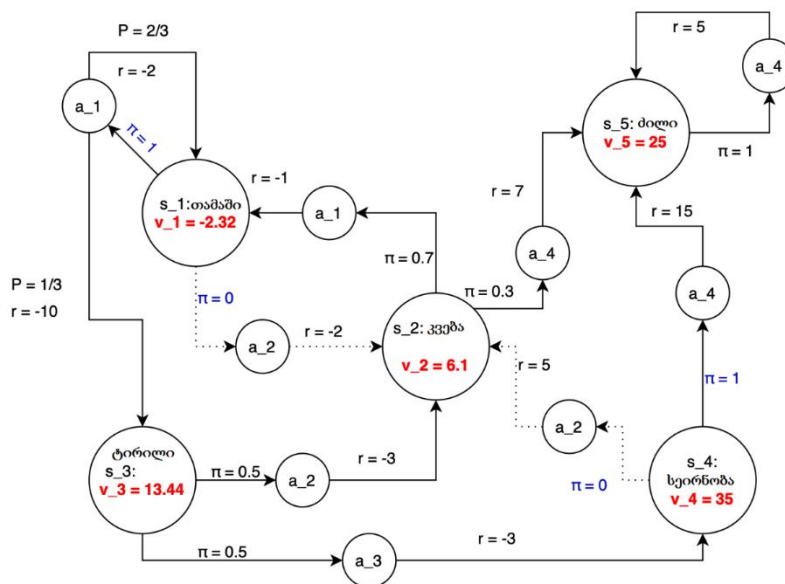 P = 2/3
r = -2
a_1
π = 1
s_1:თამაში
v_1 = -2.32
r = -1
a_1
π = 0.7
P = 1/3
r = -10
π = 0
a_2
r = -2
s_2: კვება
v_2 = 6.1
π = 0.3
a_4
r = 7
r = 5
a_4
s_5: ძილი
v_5 = 25
π = 1
r = 15
a_4
π = 1
r = 5
a_2
π = 0
s_4:
სეირნობა
v_4 = 35
ტირილი
s_3:
v_3 = 13.44
π = 0.5
a_2
r = -3
π = 0.5
a_3
r = -3